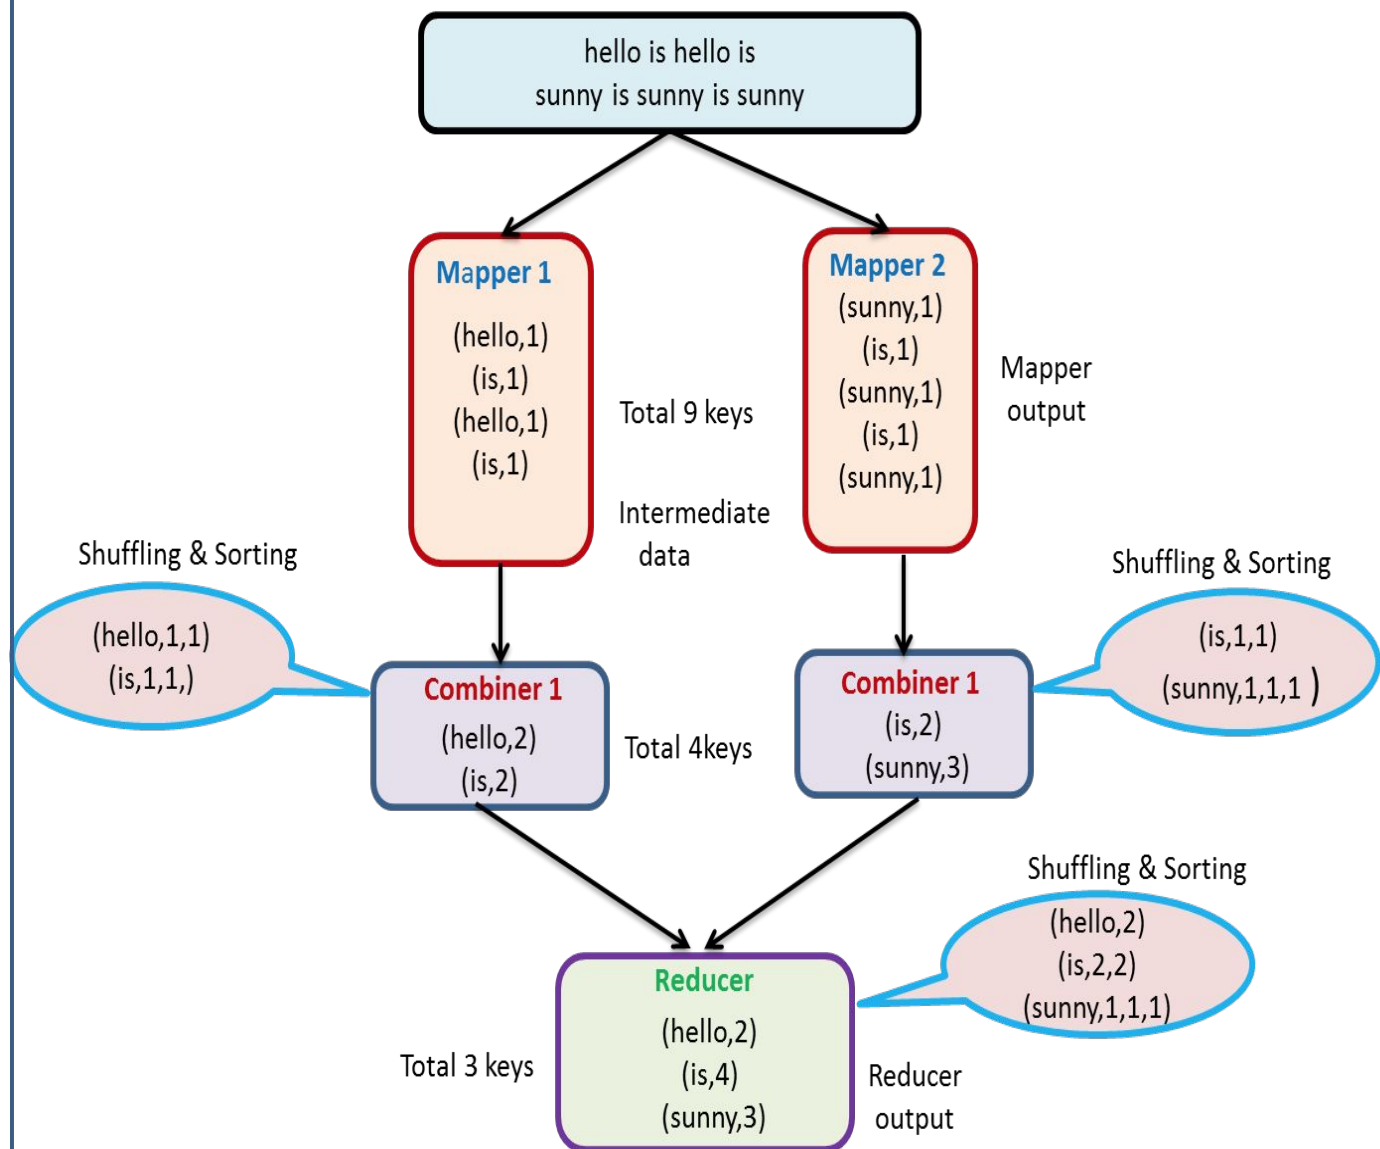 hello is hello is
sunny is sunny is sunny
Mapper 1
(hello,1)
(is,1)
(hello,1)
(is,1)
Total 9 keys
Intermediate
data
Mapper 2
(sunny,1)
(is,1)
(sunny,1)
(is,1)
(sunny,1)
Mapper
output
Shuffling & Sorting
(hello,1,1)
(is,1,1,)
Combiner 1
(hello,2)
(is,2)
Total 4keys
Combiner 1
(is,2)
(sunny,3)
Shuffling & Sorting
(is,1,1)
(sunny,1,1,1 )
Shuffling & Sorting
(hello,2)
(is,2,2)
(sunny,1,1,1)
Total 3 keys
Reducer
(hello,2)
(is,4)
(sunny,3)
Reducer
output